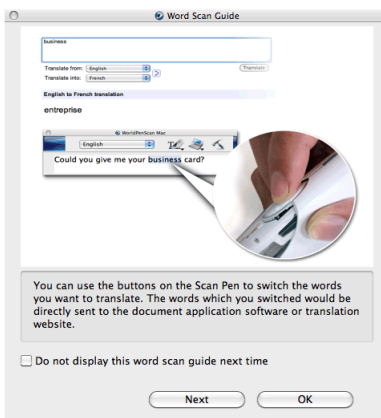 Word Scan Guide
business
Translate from: English
Translate into: French
Translate
English to French translation
entreprise
WorldPenScan Mac
English
Could you give me your business card?
You can use the buttons on the Scan Pen to switch the words
you want to translate. The words which you switched would be
directly sent to the document application software or translation
website.
Do not display this word scan guide next time
Next
OK